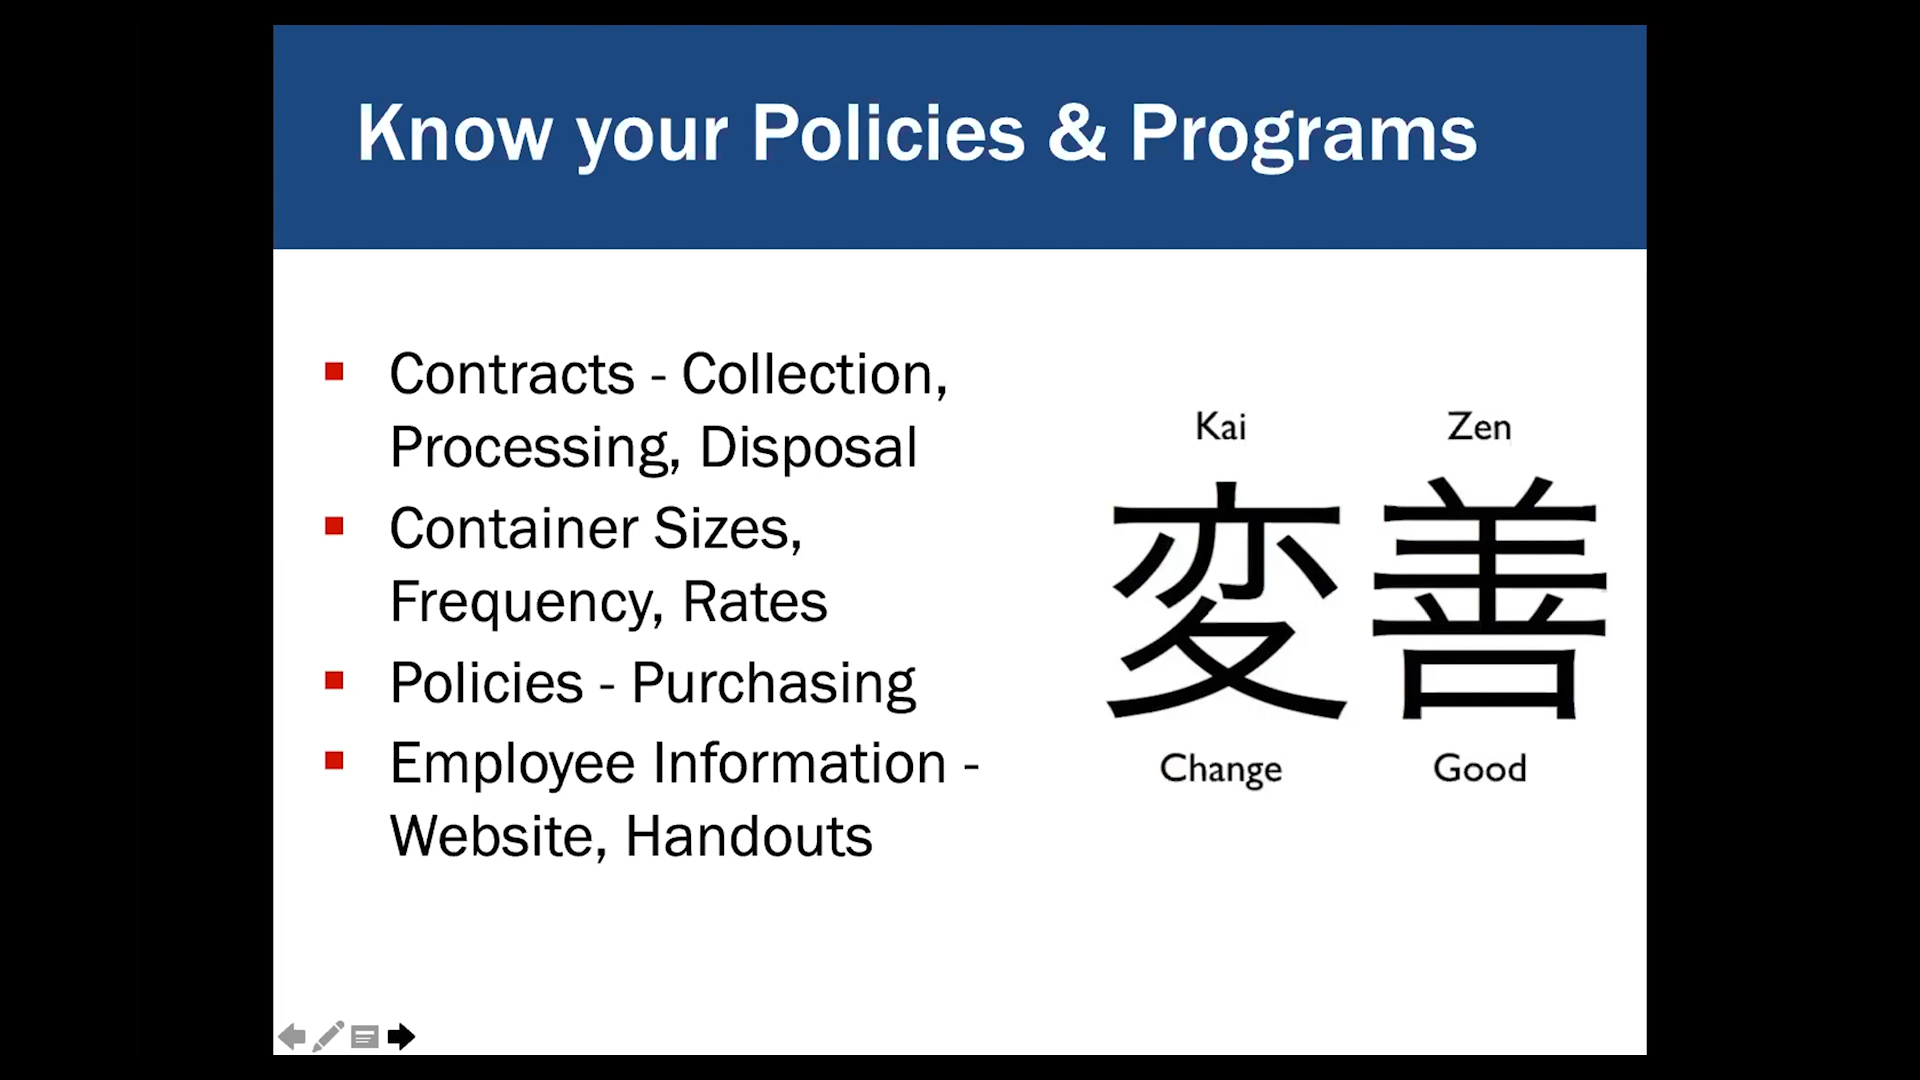 Know your Policies & Programs
▪ Contracts - Collection,
Processing, Disposal
▪ Container Sizes,
Frequency, Rates
▪ Policies - Purchasing
▪ Employee Information -
Website, Handouts
Kai Zen
変善
Change Good